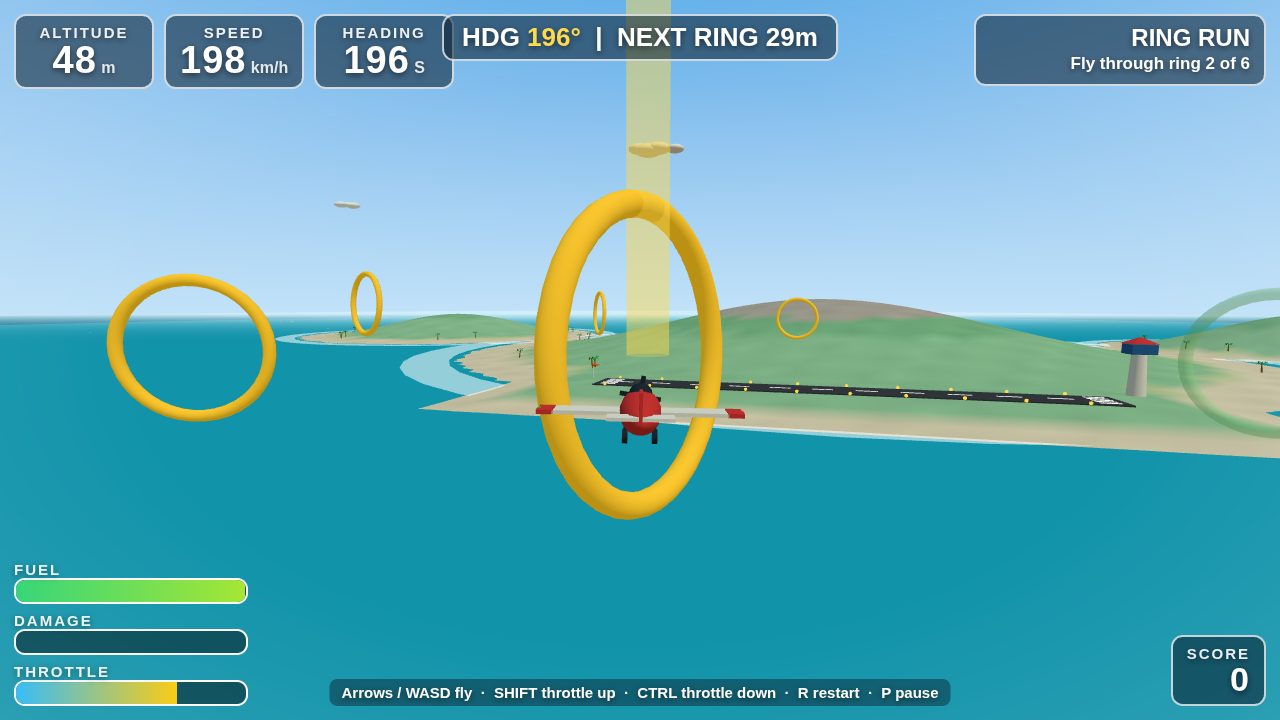 ALTITUDE
48 m
SPEED
198 km/h
HEADING
196 S
HDG 196° | NEXT RING 29m
RING RUN
Fly through ring 2 of 6
FUEL
DAMAGE
THROTTLE
Arrows / WASD fly · SHIFT throttle up · CTRL throttle down · R restart · P pause
SCORE
0